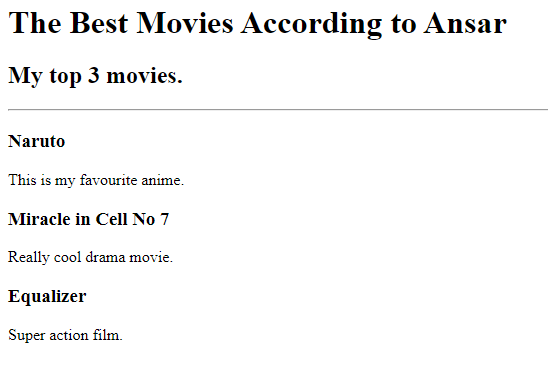 The Best Movies According to Ansar
My top 3 movies.
Naruto
This is my favourite anime.
Miracle in Cell No 7
Really cool drama movie.
Equalizer
Super action film.